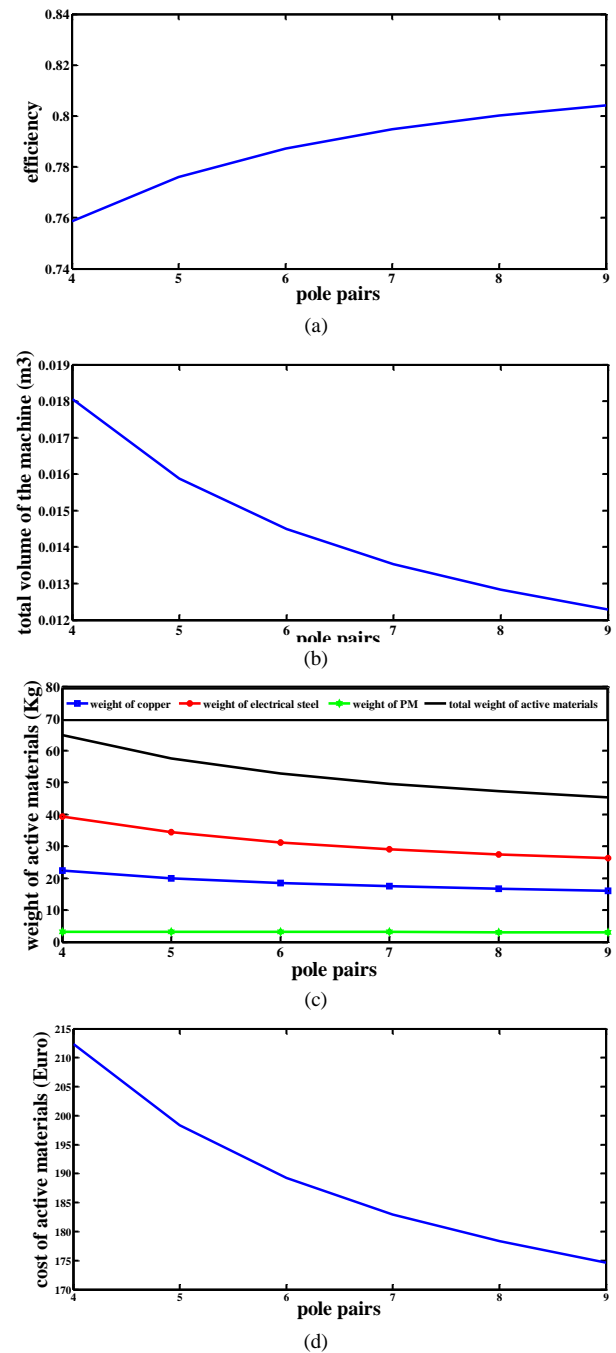 0.84
0.82
0.8
0.78
0.76
0.74
efficiency
4 5 6 7 8 9
pole pairs
(a)
0.019
0.018
0.017
0.016
0.015
0.014
0.013
0.012
total volume of the machine (m3)
4 5 6 7 8 9
pole pairs
(b)
80
70
60
50
40
30
20
10
0
weight of active materials (Kg)
weight of copper weight of electrical steel weight of PM total weight of active materials
4 5 6 7 8 9
pole pairs
(c)
215
210
205
200
195
190
185
180
175
170
cost of active materials (Euro)
4 5 6 7 8 9
pole pairs
(d)